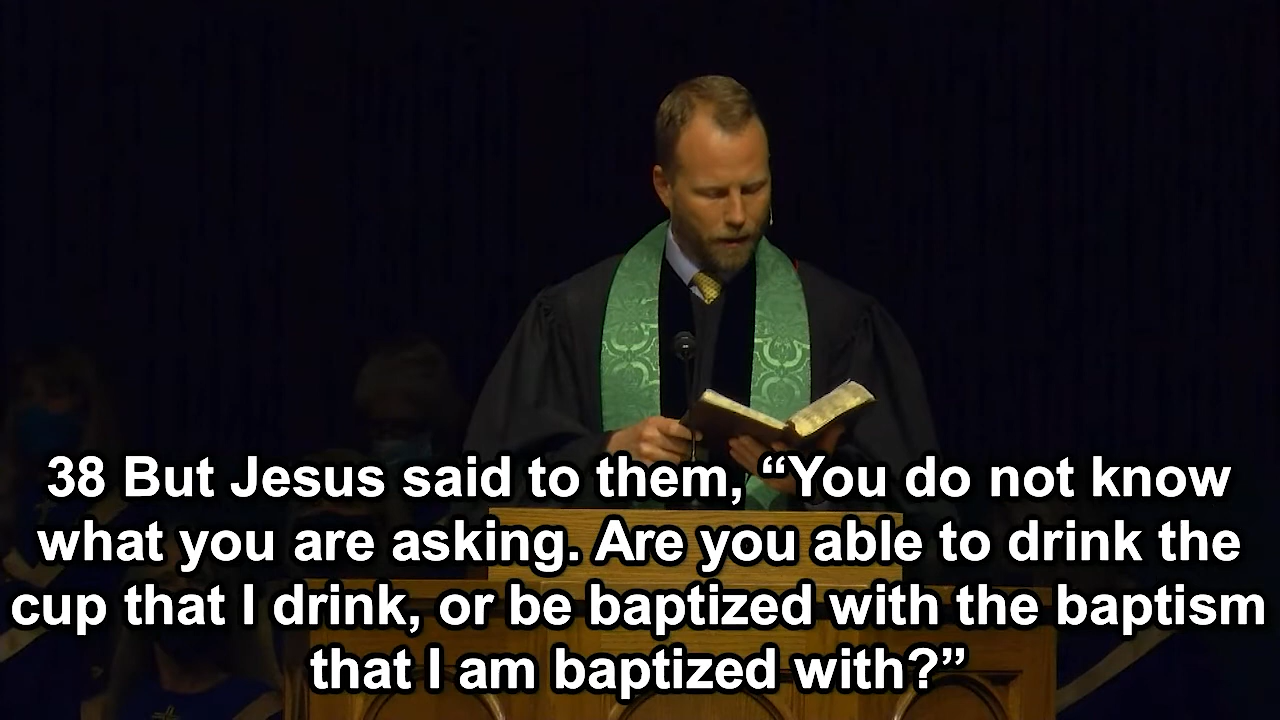 38 But Jesus said to them, “You do not know
what you are asking. Are you able to drink the
cup that I drink, or be baptized with the baptism
that I am baptized with?”